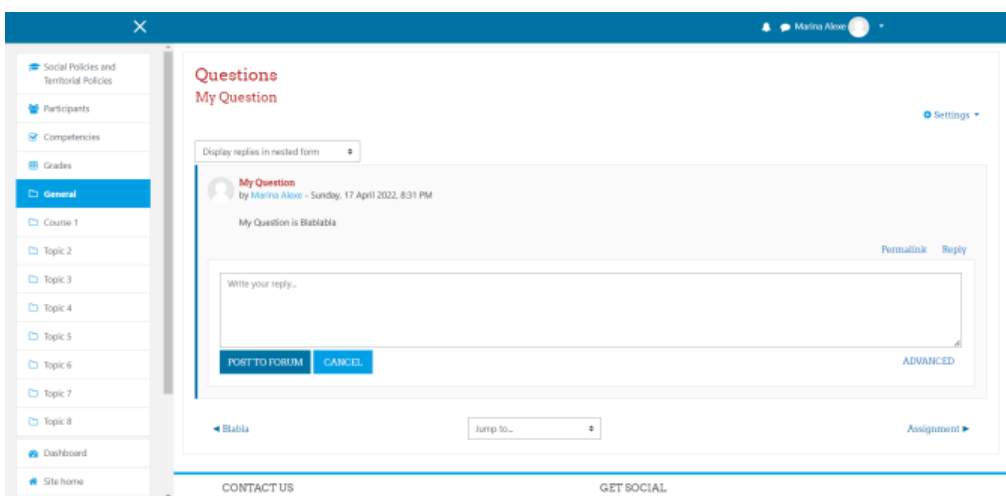 Marina Alexe
Social Policies and
Territorial Policies
Participants
Competencies
Grades
General
Course 1
Topic 2
Topic 3
Topic 4
Topic 5
Topic 6
Topic 7
Topic 8
Dashboard
Site home
Questions
My Question
Settings
Display replies in nested form
My Question
by Marina Alexe - Sunday, 17 April 2022, 8:31 PM
My Question is Blablabla
Permalink Reply
Write your reply...
POST TO FORUM CANCEL ADVANCED
◄ Blabla Jump to... Assignment ►
CONTACT US GET SOCIAL